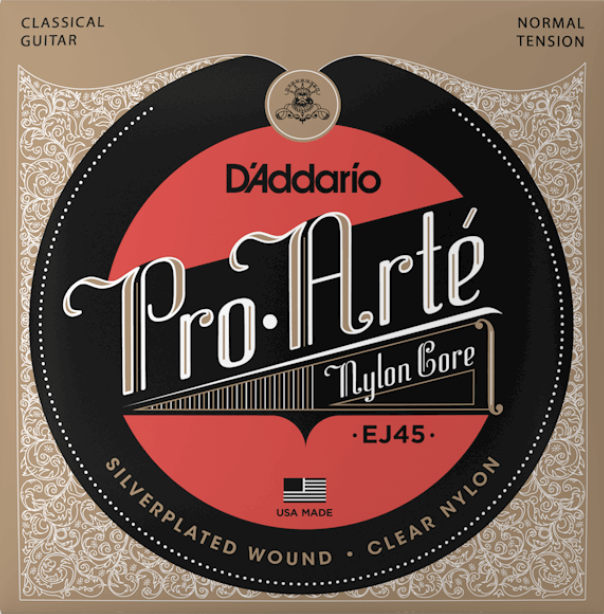 CLASSICAL
GUITAR
NORMAL
TENSION
D'Addario
Pro·Arté
Nylon Core
·EJ45·
USA MADE
SILVERPLATED WOUND · CLEAR NYLON